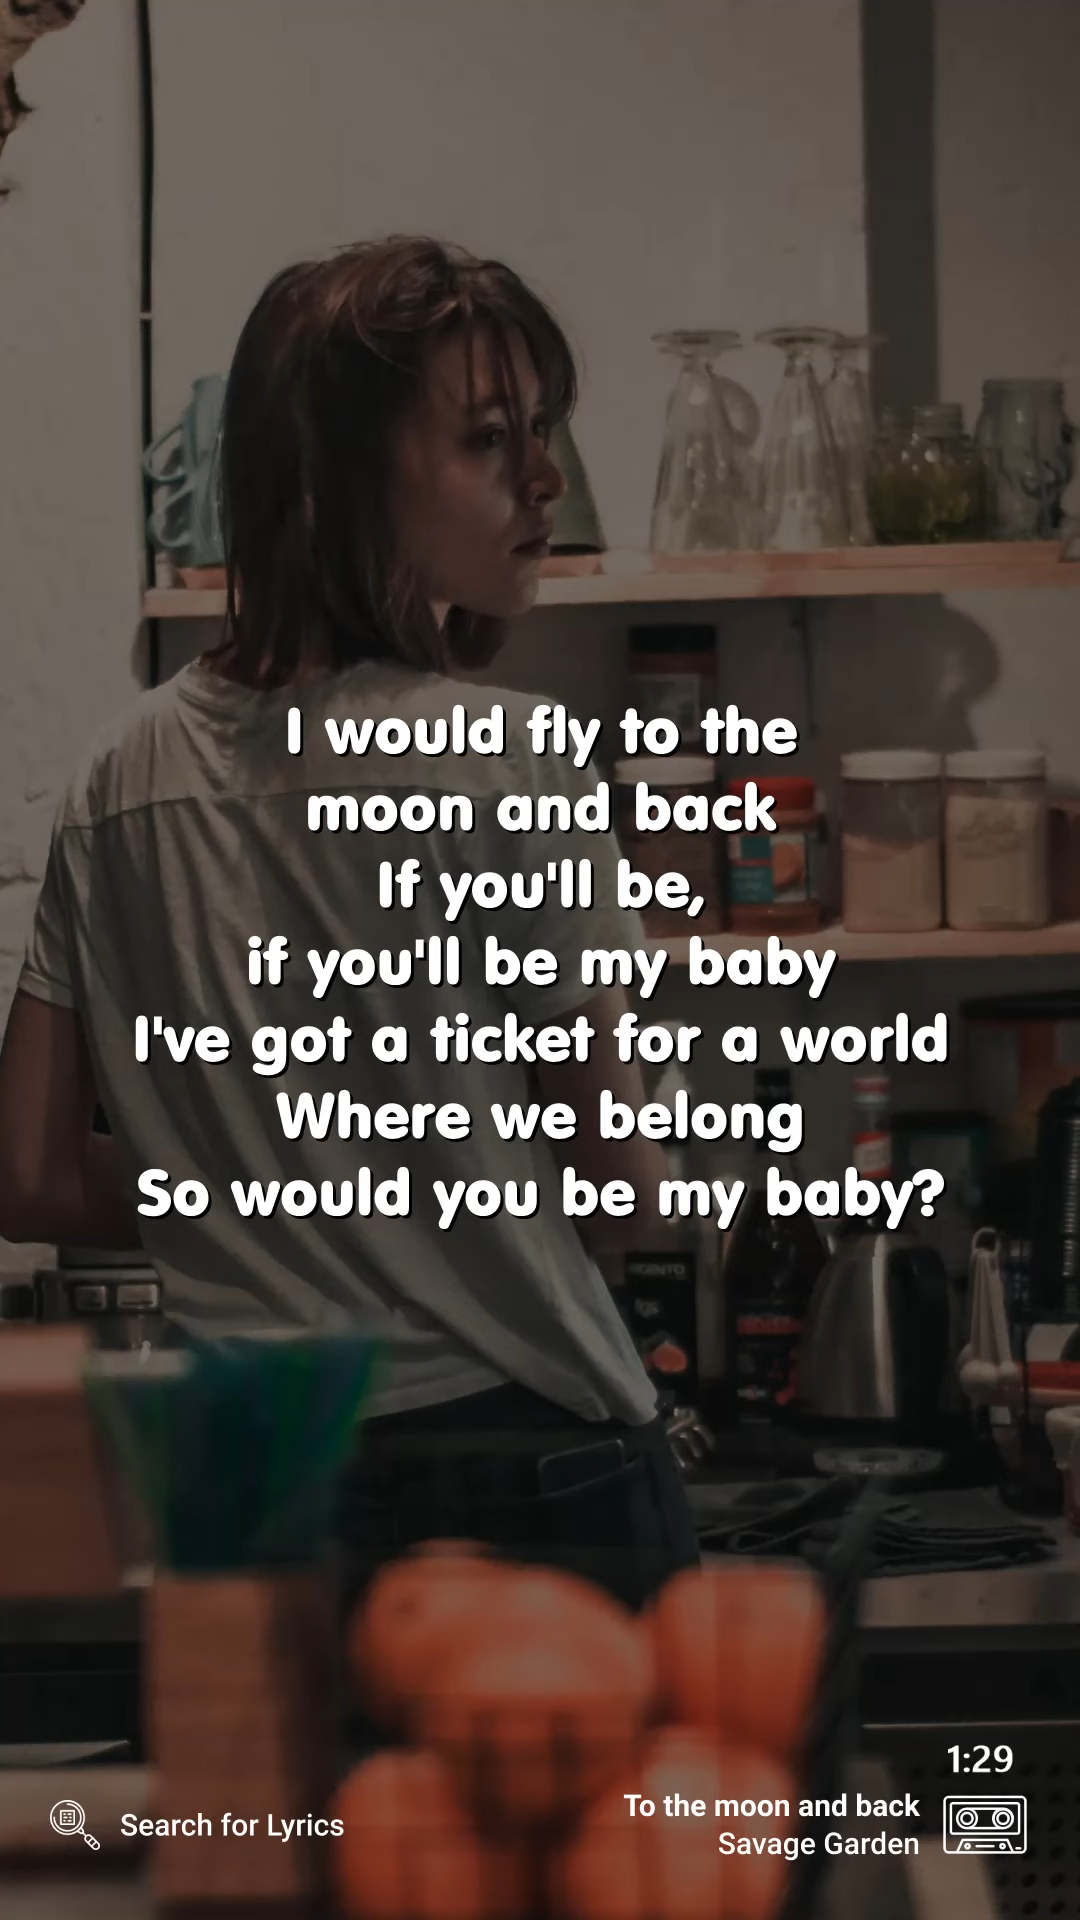 I would fly to the
moon and back
If you'll be,
if you'll be my baby
I've got a ticket for a world
Where we belong
So would you be my baby?
1:29
Search for Lyrics
To the moon and back
Savage Garden